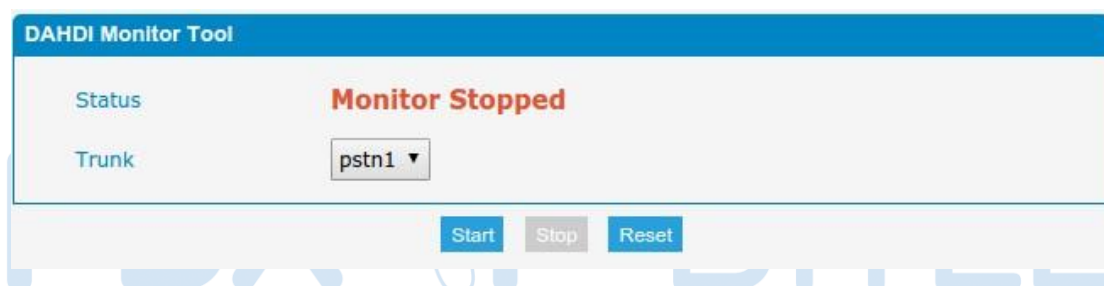 DAHDI Monitor Tool
Status Monitor Stopped
Trunk pstn1
Start Stop Reset